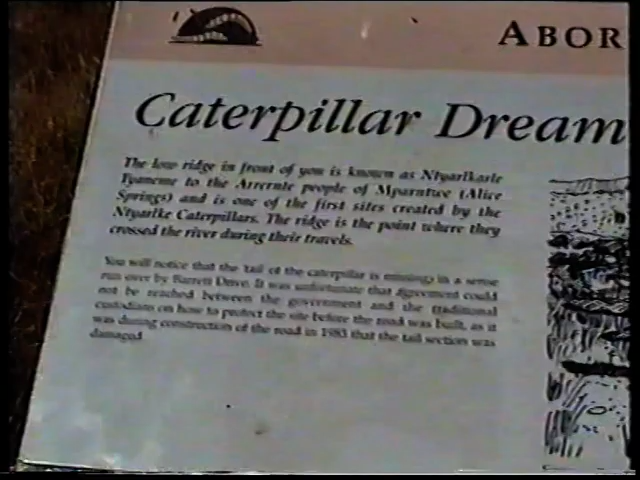 ABOR
Caterpillar Dream
The low ridge in front of you is known as Ntyarlkarle
Tyaneme to the Arrernte people of Mparntwe (Alice
Springs) and is one of the first sites created by the
Ntyarlke Caterpillars. The ridge is the point where they
crossed the river during their travels.
You will notice that the tail of the caterpillar is missing; in a sense
run over by Barrett Drive. It was unfortunate that agreement could
not be reached between the government and the traditional
custodians on how to protect the site before the road was built, as it
was during construction of the road in 1983 that the tail section was
damaged.